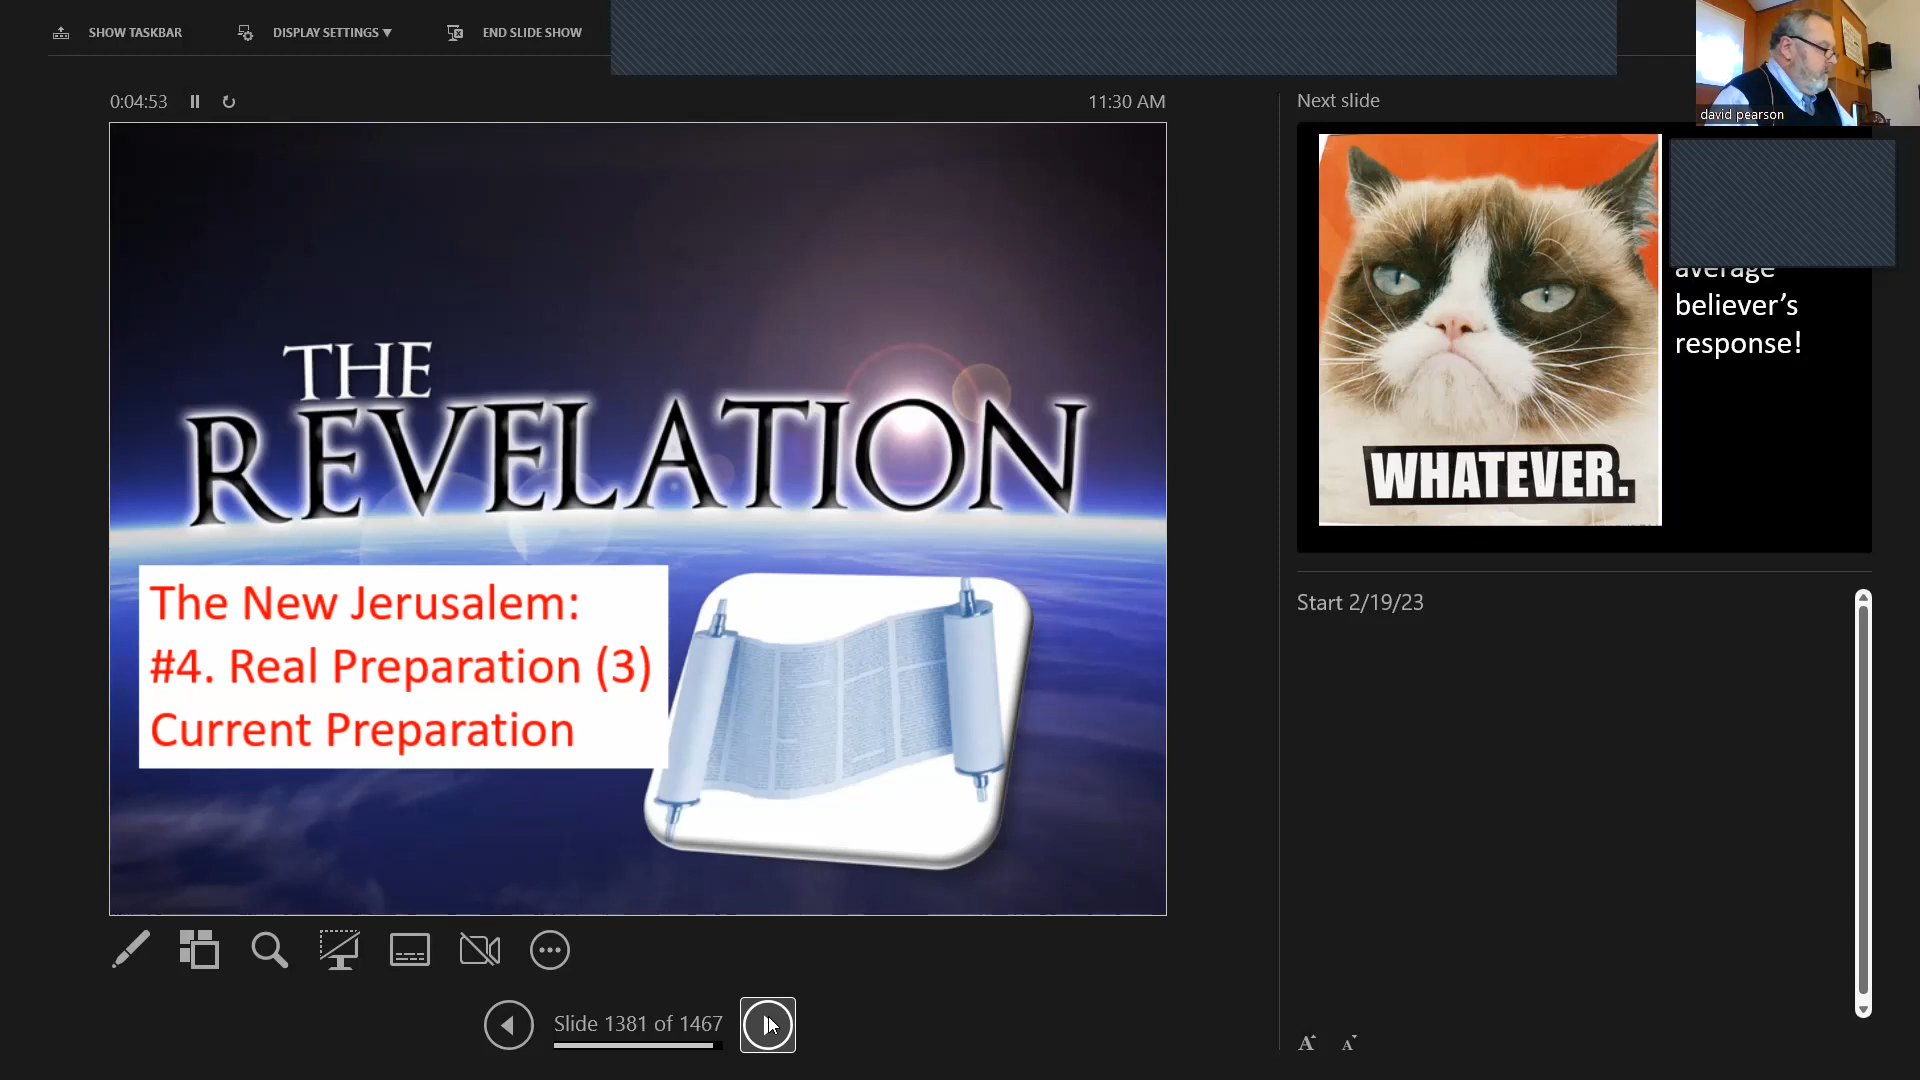 SHOW TASKBAR
DISPLAY SETTINGS ▼
END SLIDE SHOW
david pearson
0:04:53
11:30 AM
Next slide
THE
REVELATION
The New Jerusalem:
#4. Real Preparation (3)
Current Preparation
average
believer’s
response!
WHATEVER.
Start 2/19/23
Slide 1381 of 1467
A
A